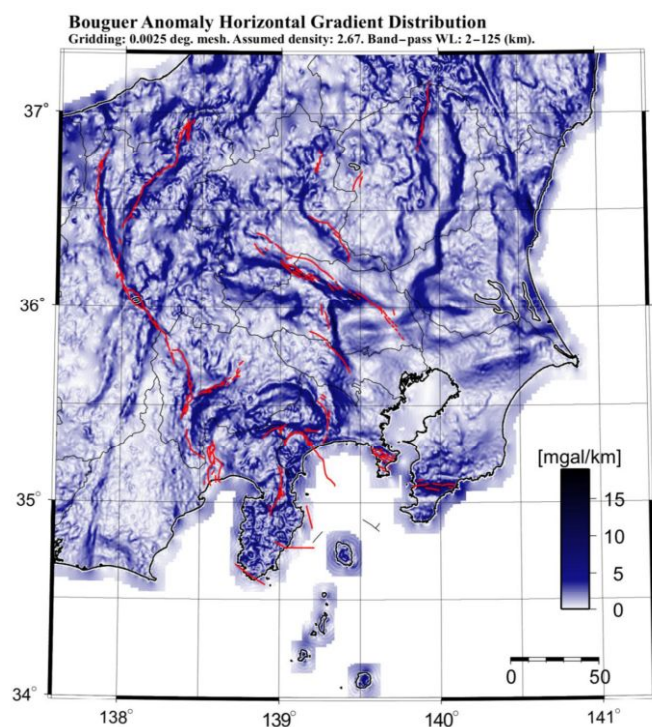 Bouguer Anomaly Horizontal Gradient Distribution
Gridding: 0.0025 deg. mesh. Assumed density: 2.67. Band-pass WL: 2-125 (km).
37°
36°
[mgal/km]
15
35°
10
5
0
0 50
34°
138° 139° 140° 141°